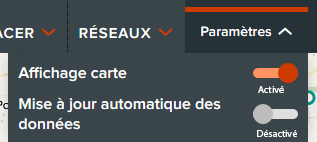 ACER RÉSEAUX Paramètres
Affichage carte
Activé
Mise à jour automatique des
données
Désactivé